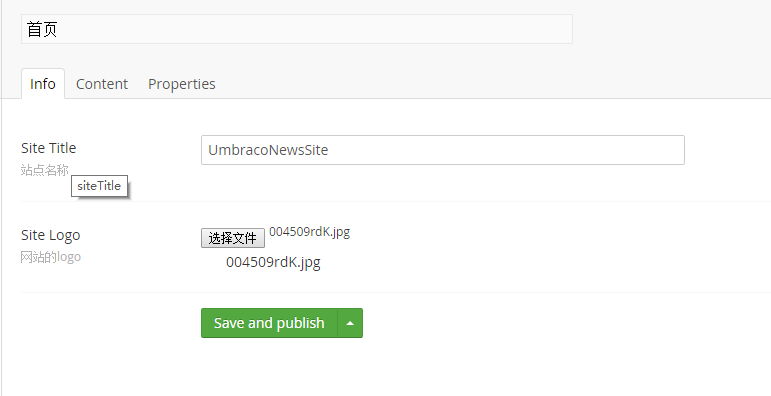 首页
Info Content Properties
Site Title UmbracoNewsSite
站点名称
siteTitle
Site Logo 选择文件 004509rdK.jpg
网站的logo 004509rdK.jpg
Save and publish